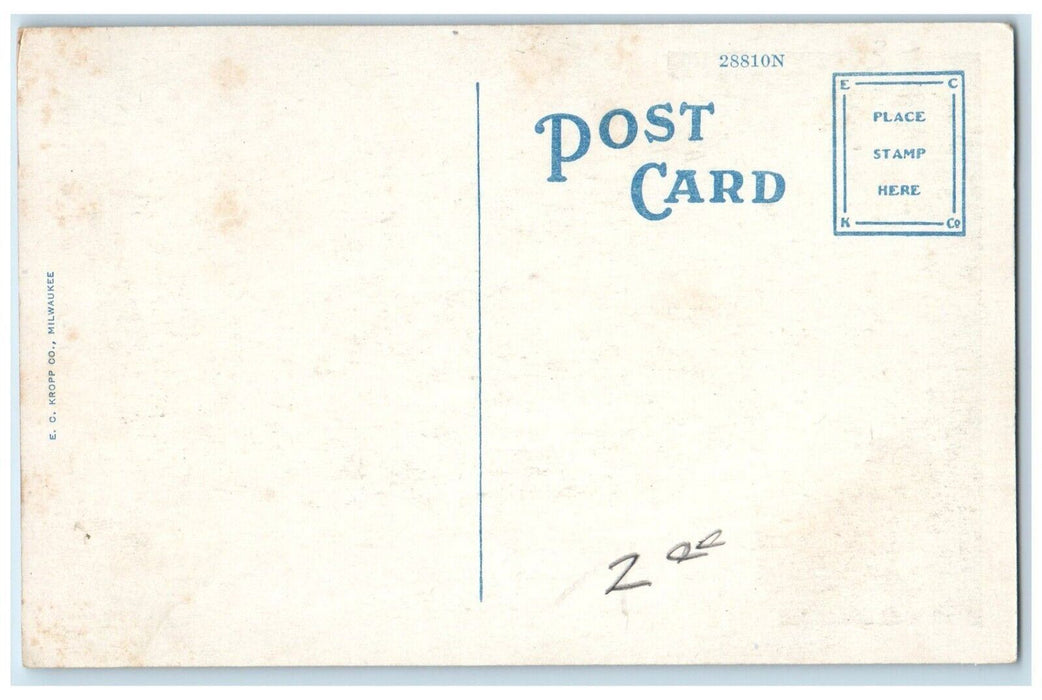 28810N
POST
CARD
E C
PLACE
STAMP
HERE
K Co
E. C. KROPP CO., MILWAUKEE
2 00